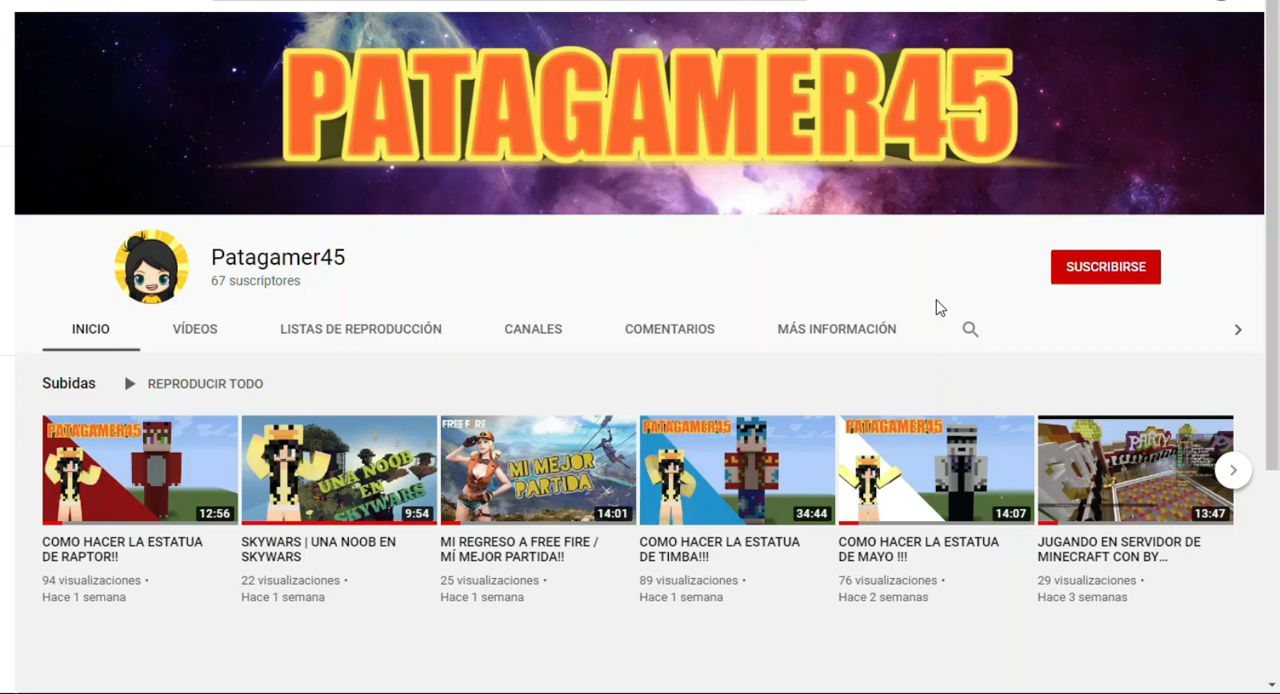 PATAGAMER45
Patagamer45
67 suscriptores
SUSCRIBIRSE
INICIO
VÍDEOS
LISTAS DE REPRODUCCIÓN
CANALES
COMENTARIOS
MÁS INFORMACIÓN
Subidas
REPRODUCIR TODO
PATAGAMER45
12:56
COMO HACER LA ESTATUA
DE RAPTOR!!
94 visualizaciones •
Hace 1 semana
UNA NOOB
EN
SKYWARS
9:54
SKYWARS | UNA NOOB EN
SKYWARS
22 visualizaciones •
Hace 1 semana
FREE FIRE
MI MEJOR
PARTIDA
14:01
MI REGRESO A FREE FIRE /
MÍ MEJOR PARTIDA!!
25 visualizaciones •
Hace 1 semana
PATAGAMER45
34:44
COMO HACER LA ESTATUA
DE TIMBA!!!
89 visualizaciones •
Hace 1 semana
PATAGAMER45
14:07
COMO HACER LA ESTATUA
DE MAYO !!!
76 visualizaciones •
Hace 2 semanas
PARTY
13:47
JUGANDO EN SERVIDOR DE
MINECRAFT CON BY...
29 visualizaciones •
Hace 3 semanas